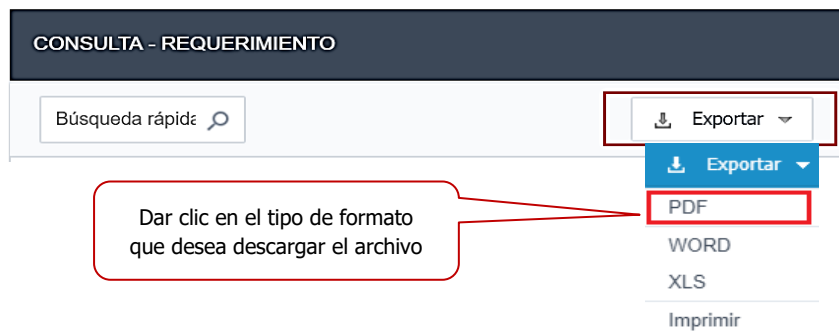 CONSULTA - REQUERIMIENTO
Búsqueda rápida Exportar
Exportar
Dar clic en el tipo de formato
que desea descargar el archivo
PDF
WORD
XLS
Imprimir